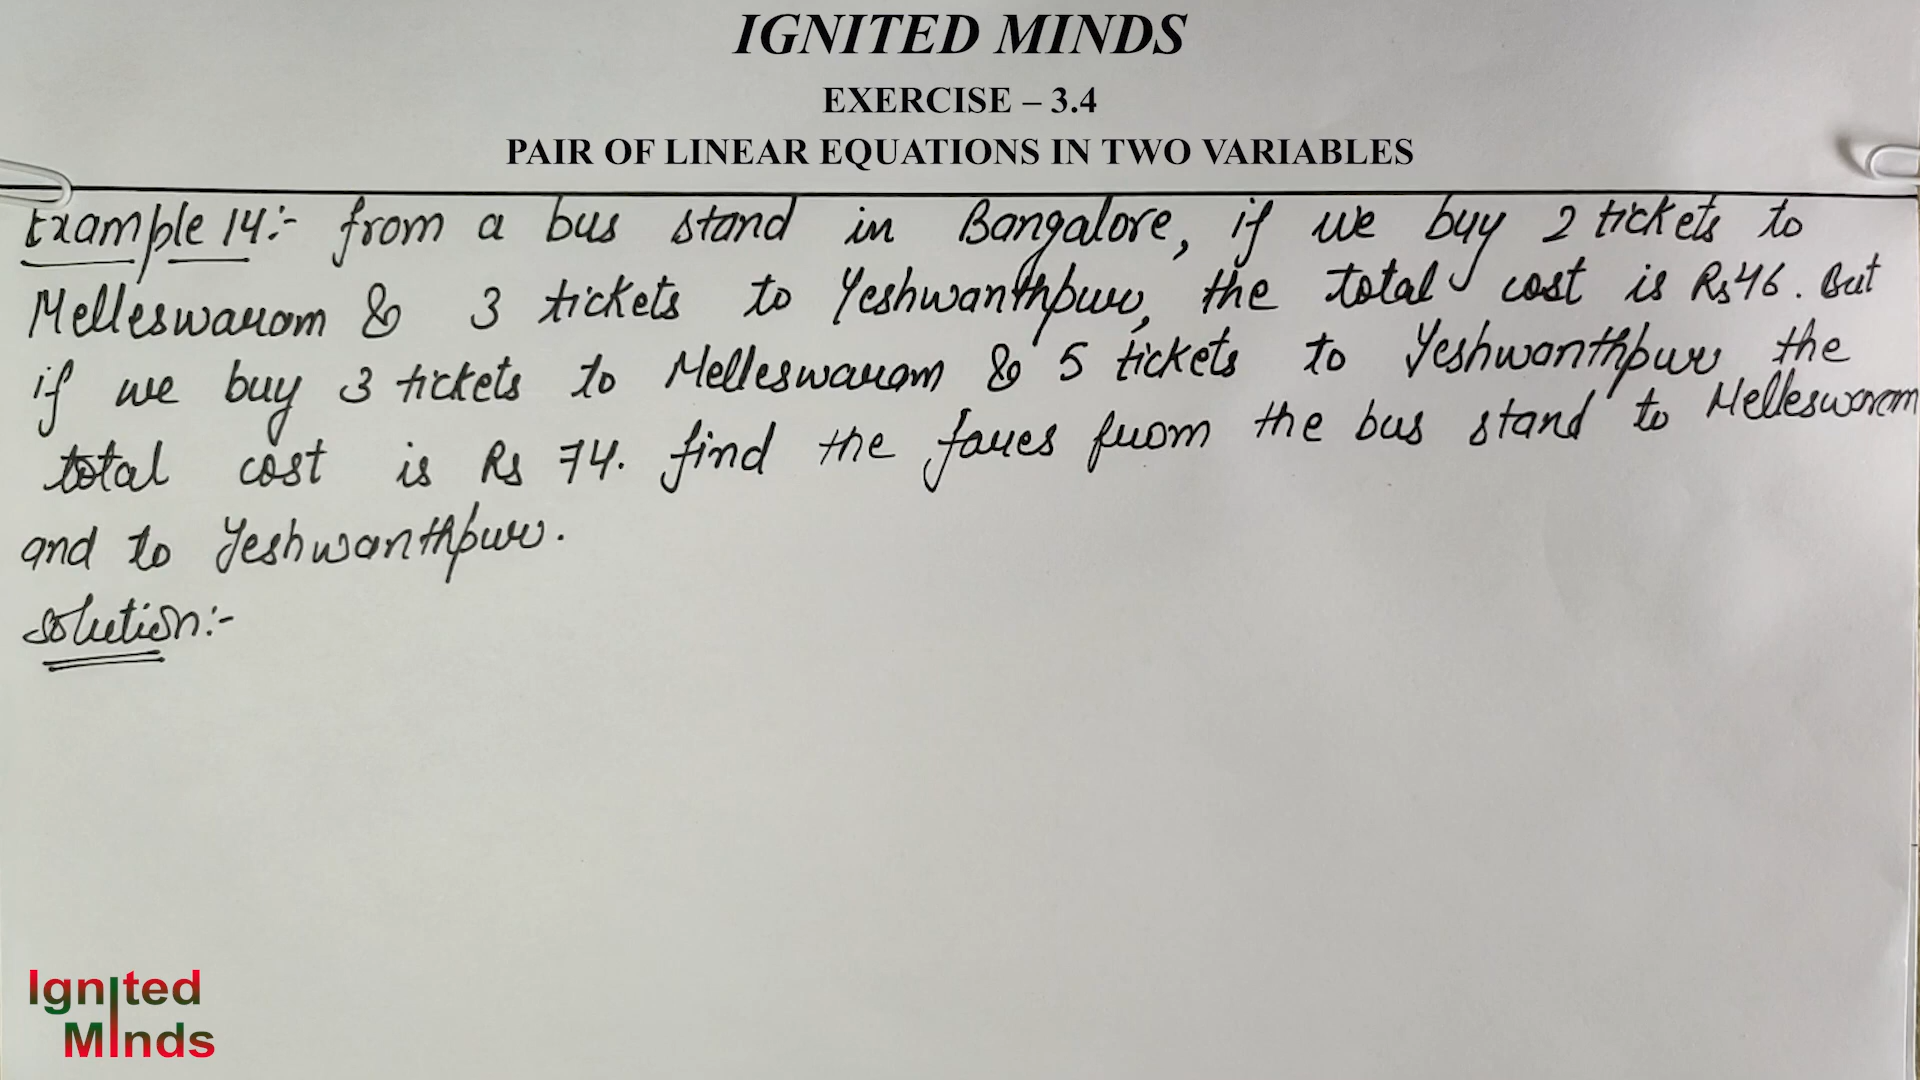 IGNITED MINDS
EXERCISE – 3.4
PAIR OF LINEAR EQUATIONS IN TWO VARIABLES
Example 14:- from a bus stand in Bangalore, if we buy 2 tickets to
Melleswaram & 3 tickets to Yeshwanthpur, the total cost is Rs 46. But
if we buy 3 tickets to Melleswaram & 5 tickets to Yeshwanthpur the
total cost is Rs 74. find the fares from the bus stand to Melleswaram
and to Yeshwanthpur.
Solution:-
Ignited
Minds